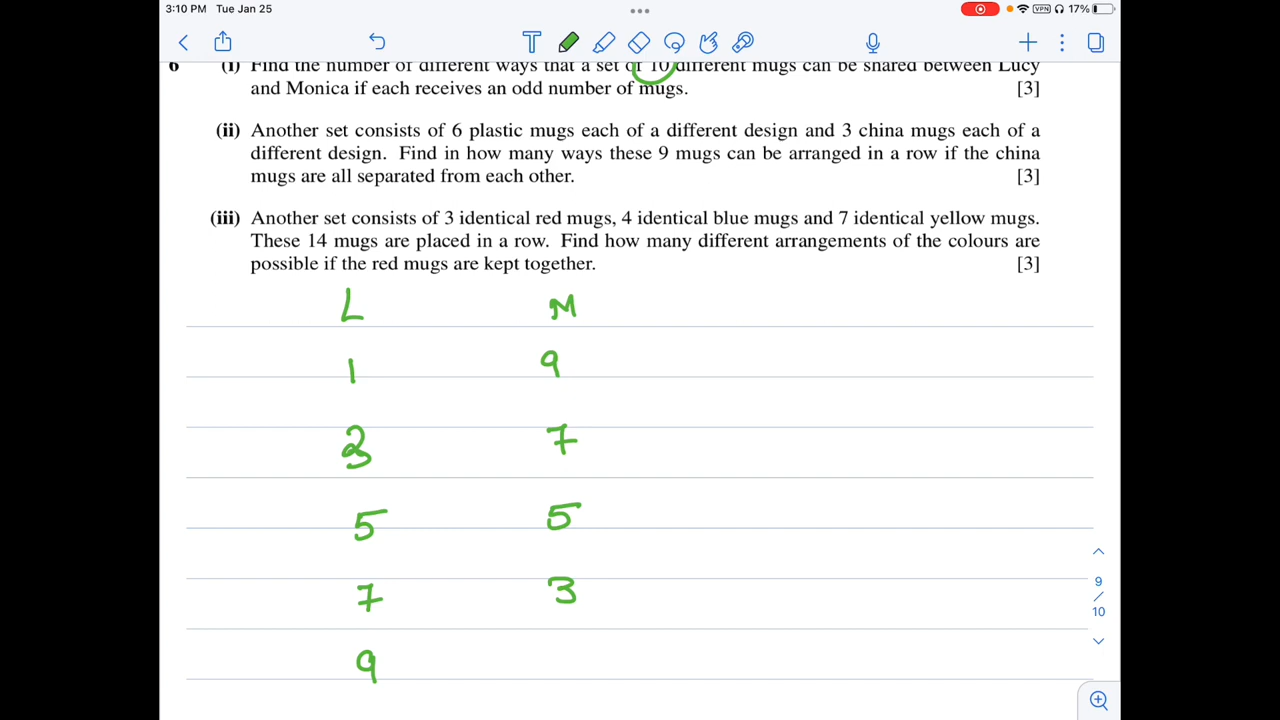 3:10 PM Tue Jan 25
VPN 17%
6 (i) Find the number of different ways that a set of 10 different mugs can be shared between Lucy
and Monica if each receives an odd number of mugs. [3]
(ii) Another set consists of 6 plastic mugs each of a different design and 3 china mugs each of a
different design. Find in how many ways these 9 mugs can be arranged in a row if the china
mugs are all separated from each other. [3]
(iii) Another set consists of 3 identical red mugs, 4 identical blue mugs and 7 identical yellow mugs.
These 14 mugs are placed in a row. Find how many different arrangements of the colours are
possible if the red mugs are kept together. [3]
L M
1 9
3 7
5 5
7 3
9
9
/
10